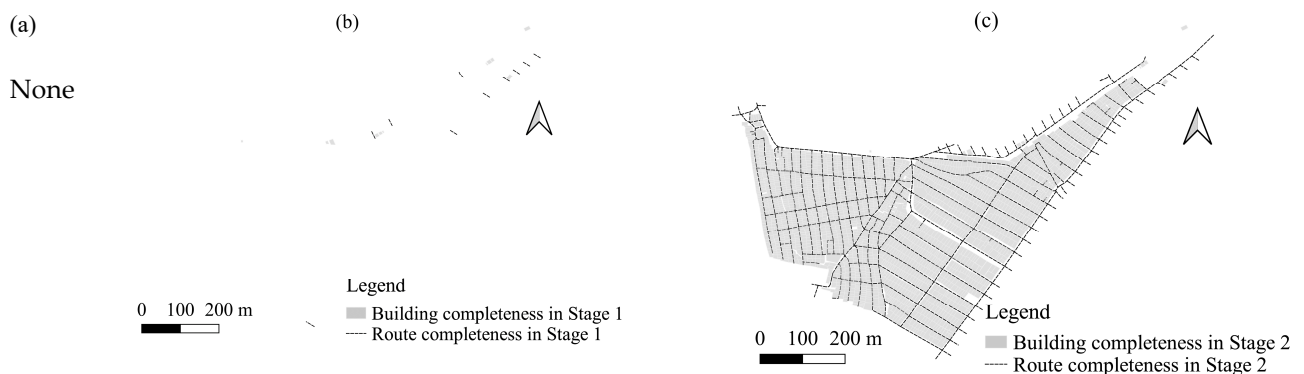 (a)
None
(b)
Legend
0 100 200 m
Building completeness in Stage 1
Route completeness in Stage 1
(c)
Legend
0 100 200 m
Building completeness in Stage 2
Route completeness in Stage 2